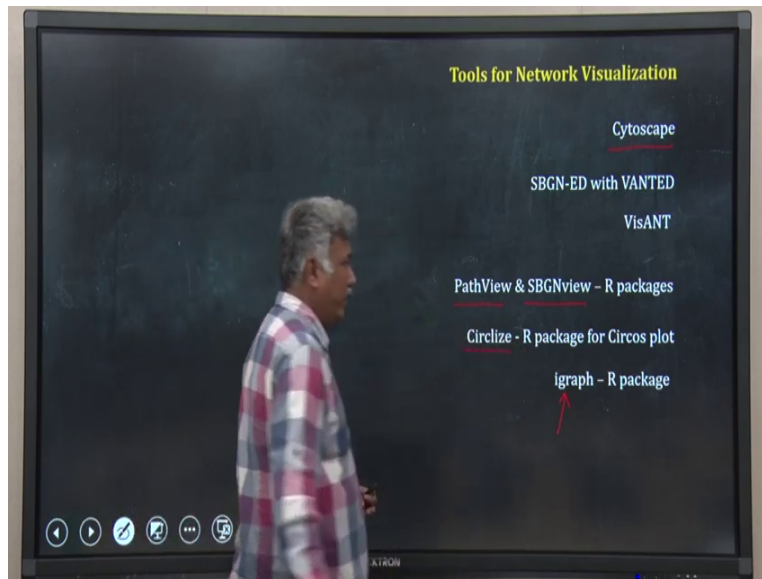 Tools for Network Visualization
Cytoscape
SBGN-ED with VANTED
VisANT
PathView & SBGNview – R packages
Circlize - R package for Circos plot
igraph – R package